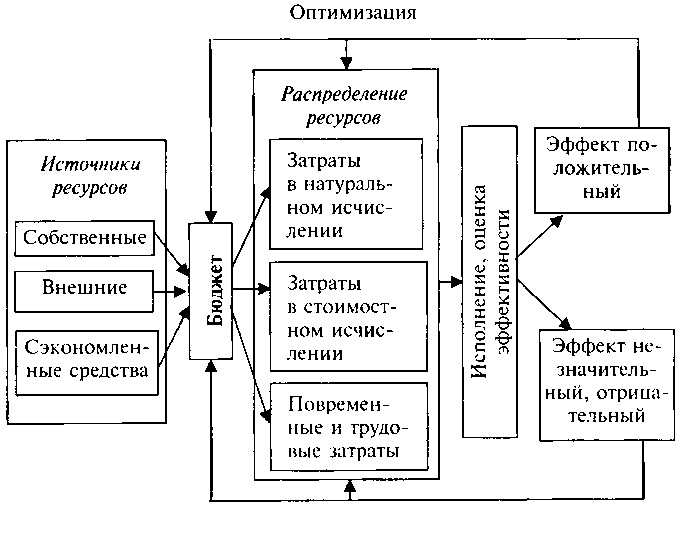 Оптимизация
Источники
ресурсов
Собственные
Внешние
Сэкономлен-
ные средства
Бюджет
Распределение
ресурсов
Затраты
в натураль-
ном исчис-
лении
Затраты
в стоимост-
ном исчис-
лении
Повремен-
ные и трудо-
вые затраты
Исполнение, оценка
эффективности
Эффект по-
ложитель-
ный
Эффект не-
значитель-
ный, отрица-
тельный